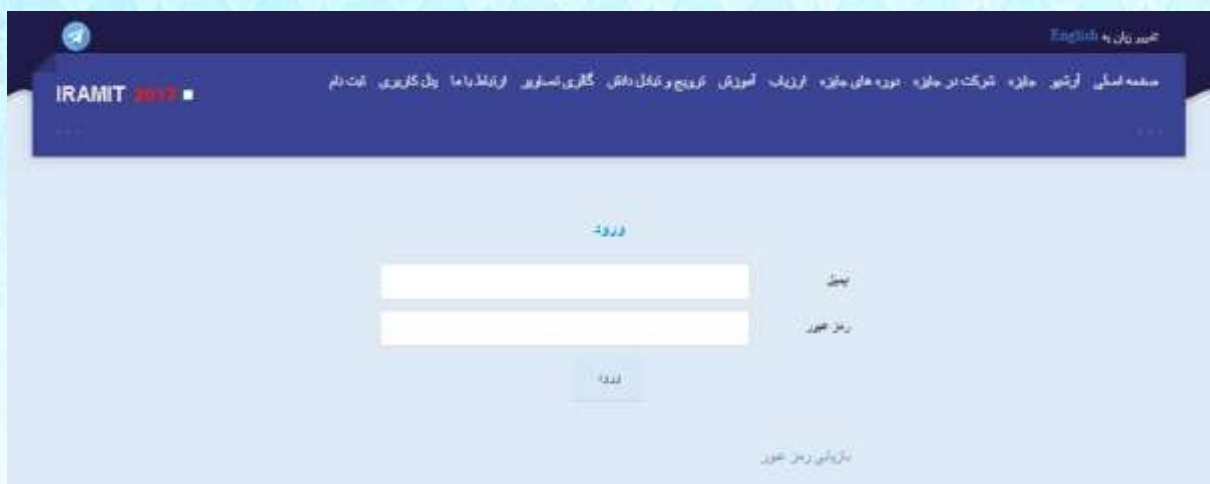 تغییر زبان به English
صفحه اصلی آرشیو جایزه شرکت در جایزه دوره های جایزه ارزیاب آموزش ترویج و تبادل دانش گالری تصاویر ارتباط با ما پنل کاربری ثبت نام
IRAMIT 2017
ورود
ایمیل
رمز عبور
ورود
بازیابی رمز عبور